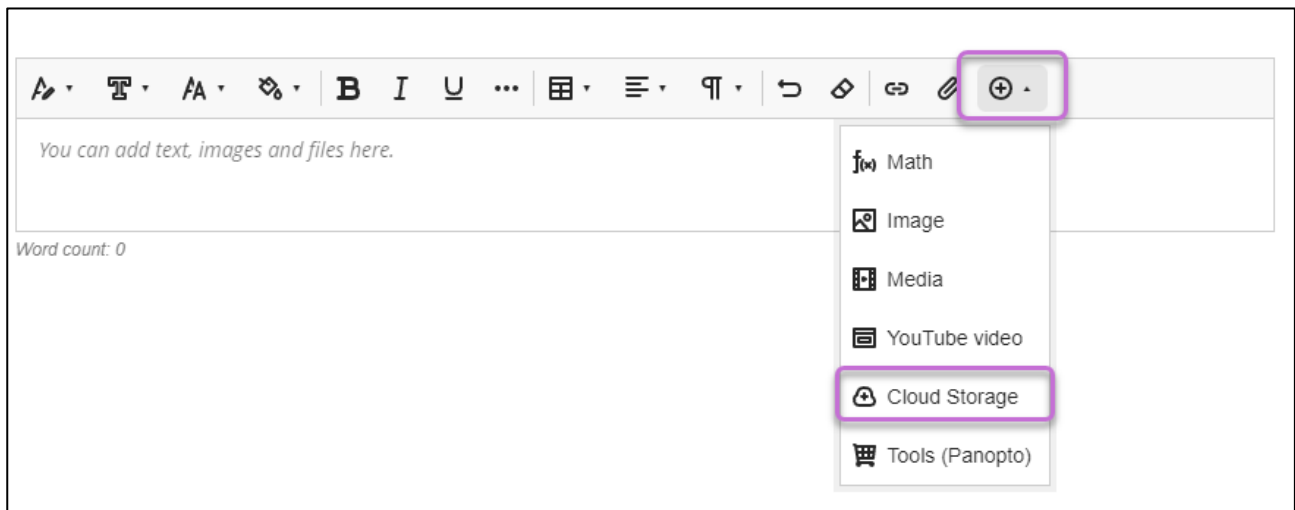 You can add text, images and files here.
Word count: 0
f(x) Math
Image
Media
YouTube video
Cloud Storage
Tools (Panopto)